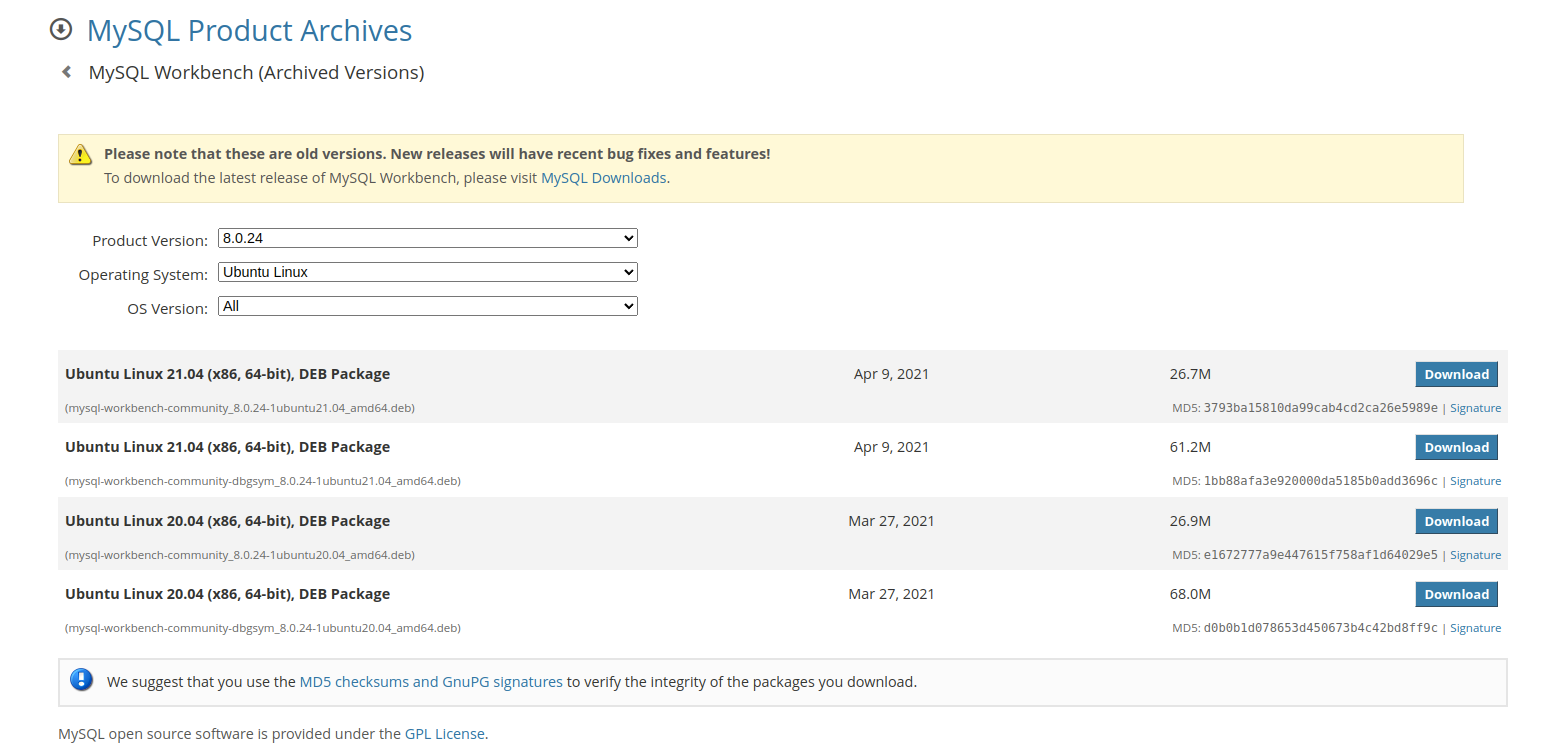 MySQL Product Archives
MySQL Workbench (Archived Versions)
Please note that these are old versions. New releases will have recent bug fixes and features!
To download the latest release of MySQL Workbench, please visit MySQL Downloads.
Product Version: 8.0.24
Operating System: Ubuntu Linux
OS Version: All
Ubuntu Linux 21.04 (x86, 64-bit), DEB Package Apr 9, 2021 26.7M Download
(mysql-workbench-community_8.0.24-1ubuntu21.04_amd64.deb) MD5: 3793ba15810da99cab4cd2ca26e5989e | Signature
Ubuntu Linux 21.04 (x86, 64-bit), DEB Package Apr 9, 2021 61.2M Download
(mysql-workbench-community-dbgsym_8.0.24-1ubuntu21.04_amd64.deb) MD5: 1bb88afa3e920000da5185b0add3696c | Signature
Ubuntu Linux 20.04 (x86, 64-bit), DEB Package Mar 27, 2021 26.9M Download
(mysql-workbench-community_8.0.24-1ubuntu20.04_amd64.deb) MD5: e1672777a9e447615f758af1d64029e5 | Signature
Ubuntu Linux 20.04 (x86, 64-bit), DEB Package Mar 27, 2021 68.0M Download
(mysql-workbench-community-dbgsym_8.0.24-1ubuntu20.04_amd64.deb) MD5: d0b0b1d078653d450673b4c42bd8ff9c | Signature
We suggest that you use the MD5 checksums and GnuPG signatures to verify the integrity of the packages you download.
MySQL open source software is provided under the GPL License.